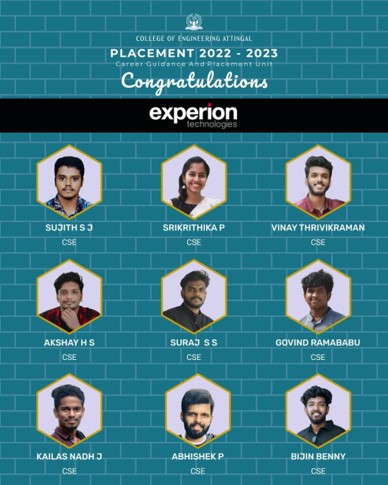 COLLEGE OF ENGINEERING ATTINGAL
PLACEMENT 2022 - 2023
Career Guidance And Placement Unit
Congratulations
experion
technologies
SUJITH S J
CSE
SRIKRITHIKA P
CSE
VINAY THRIVIKRAMAN
CSE
AKSHAY H S
CSE
SURAJ S S
CSE
GOVIND RAMABABU
CSE
KAILAS NADH J
CSE
ABHISHEK P
CSE
BIJIN BENNY
CSE